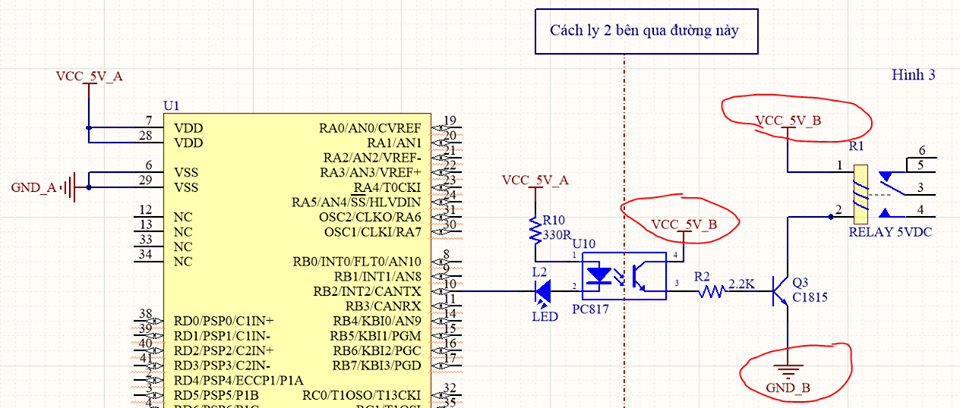 Cách ly 2 bên qua đường này
Hình 3
VCC_5V_A
U1
7 VDD
28 VDD
6 VSS
29 VSS
GND_A
12 NC
13 NC
33 NC
34 NC
38 RD0/PSP0/C1IN+
39 RD1/PSP1/C1IN-
40 RD2/PSP2/C2IN+
41 RD3/PSP3/C2IN-
2 RD4/PSP4/ECCP1/P1A
3 RD5/PSP5/P1B
4
RA0/AN0/CVREF 19
RA1/AN1 20
RA2/AN2/VREF- 21
RA3/AN3/VREF+ 22
RA4/T0CKI 23
RA5/AN4/SS/HLVDIN 24
OSC2/CLKO/RA6 31
OSC1/CLKI/RA7 30
RB0/INT0/FLT0/AN10 8
RB1/INT1/AN8 9
RB2/INT2/CANTX 10
RB3/CANRX 11
RB4/KBI0/AN9 14
RB5/KBI1/PGM 15
RB6/KBI2/PGC 16
RB7/KBI3/PGD 17
RC0/T1OSO/T13CKI 32
35
VCC_5V_A
R10
330R
L2
LED
U10
1
2
4
3
PC817
VCC_5V_B
R2
2.2K
Q3
C1815
GND_B
VCC_5V_B
R1
1
2
6
5
3
4
RELAY 5VDC